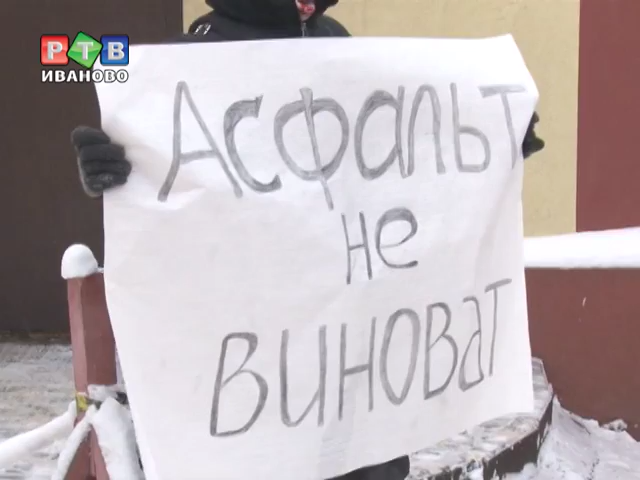 РТВ
ИВАНОВО
Асфальт
не
виноват